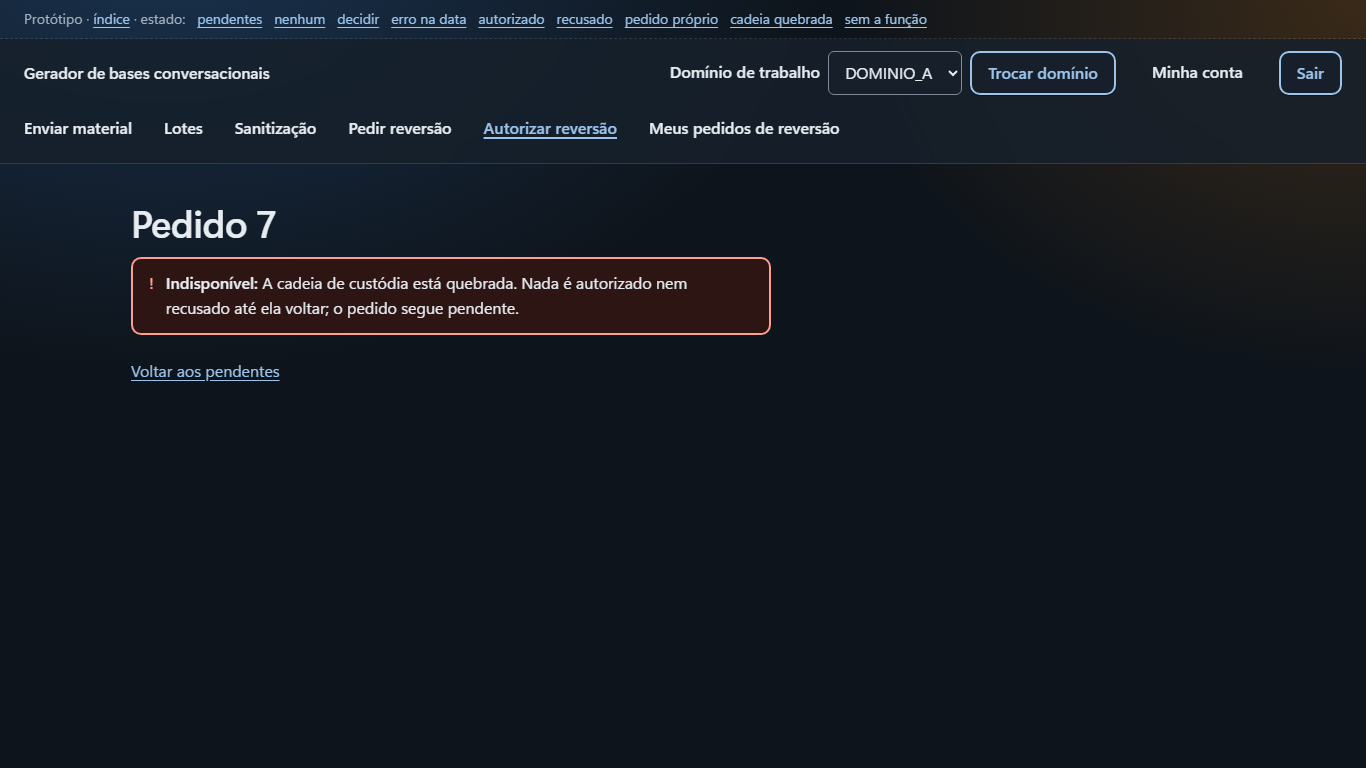 Protótipo · índice · estado: pendentes nenhum decidir erro na data autorizado recusado pedido próprio cadeia quebrada sem a função
Gerador de bases conversacionais
Domínio de trabalho DOMINIO_A Trocar domínio Minha conta Sair
Enviar material Lotes Sanitização Pedir reversão Autorizar reversão Meus pedidos de reversão
Pedido 7
! Indisponível: A cadeia de custódia está quebrada. Nada é autorizado nem
recusado até ela voltar; o pedido segue pendente.
Voltar aos pendentes